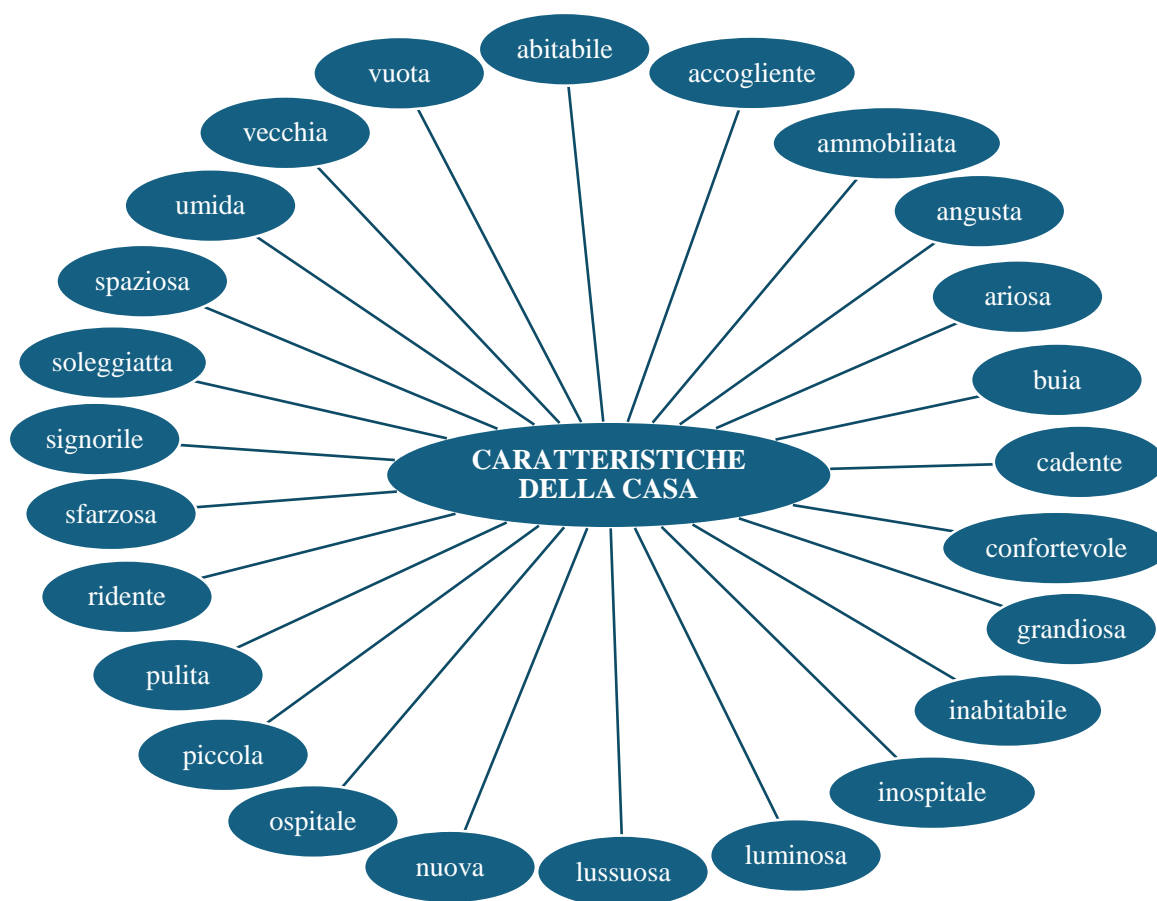 abitabile
accogliente
ammobiliata
angusta
ariosa
buia
cadente
confortevole
grandiosa
inabitabile
inospitale
luminosa
lussuosa
nuova
ospitale
piccola
pulita
ridente
sfarzosa
signorile
soleggiatta
spaziosa
umida
vecchia
vuota
CARATTERISTICHE
DELLA CASA